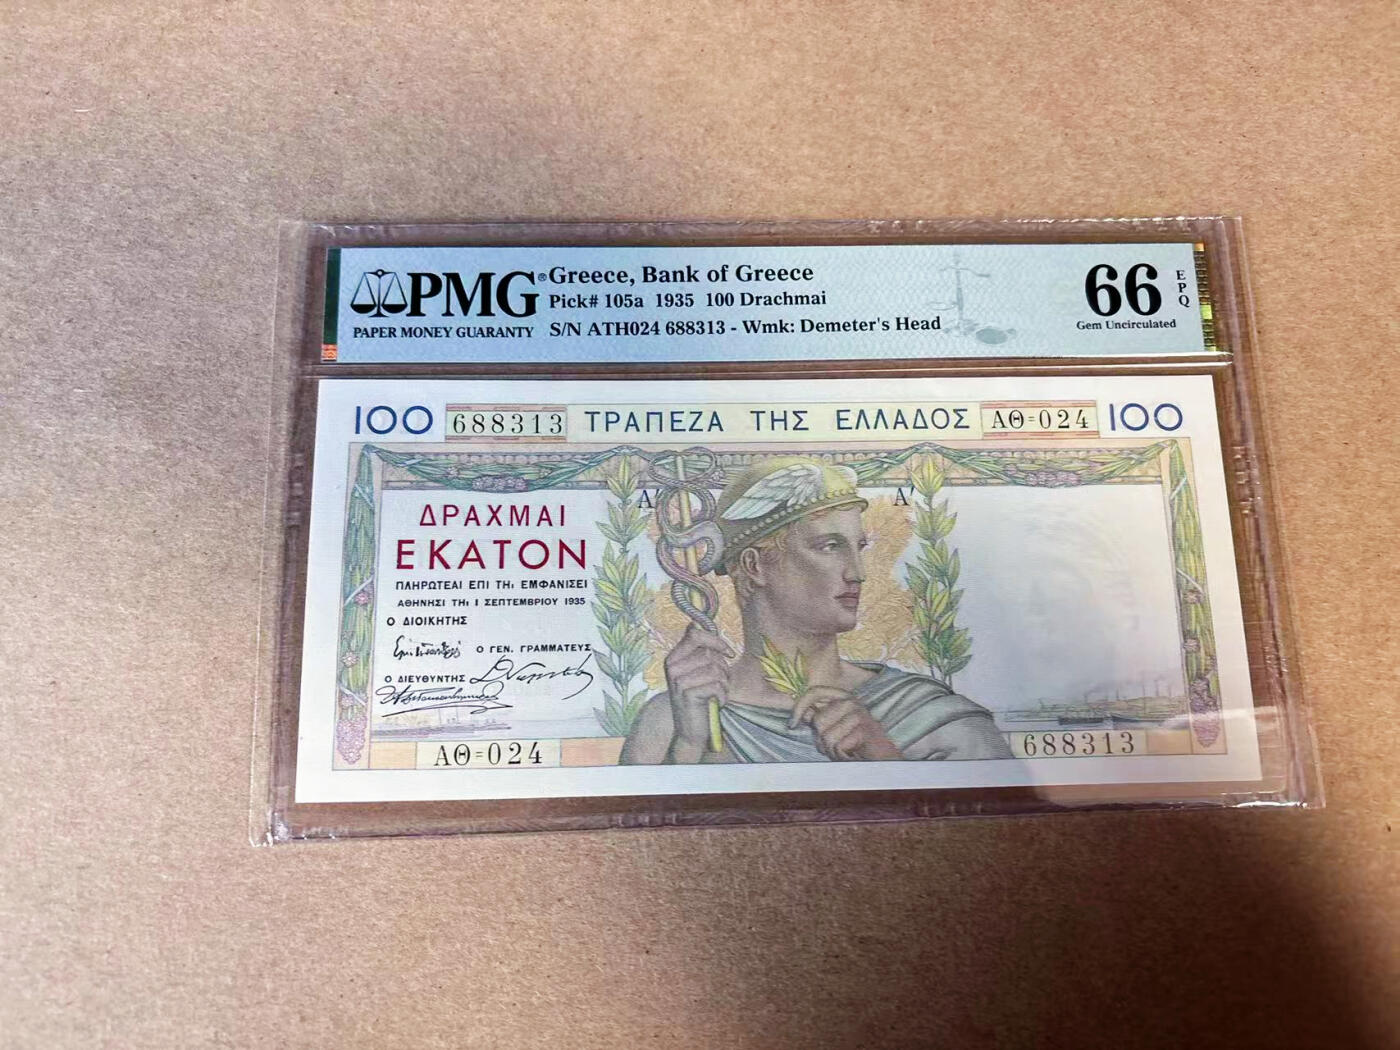 PMG®
PAPER MONEY GUARANTY
Greece, Bank of Greece
Pick# 105a 1935 100 Drachmai
S/N ATH024 688313 - Wmk: Demeter's Head
66 EPQ
Gem Uncirculated
100 688313 ΤΡΑΠΕΖΑ ΤΗΣ ΕΛΛΑΔΟΣ ΑΘ=024 100
Α΄ Α΄
ΔΡΑΧΜΑΙ
ΕΚΑΤΟΝ
ΠΛΗΡΩΤΕΑΙ ΕΠΙ ΤΗι ΕΜΦΑΝΙΣΕΙ
ΑΘΗΝΗΣΙ ΤΗι 1 ΣΕΠΤΕΜΒΡΙΟΥ 1935
Ο ΔΙΟΙΚΗΤΗΣ
Ο ΓΕΝ. ΓΡΑΜΜΑΤΕΥΣ
Ο ΔΙΕΥΘΥΝΤΗΣ
ΑΘ=024
688313